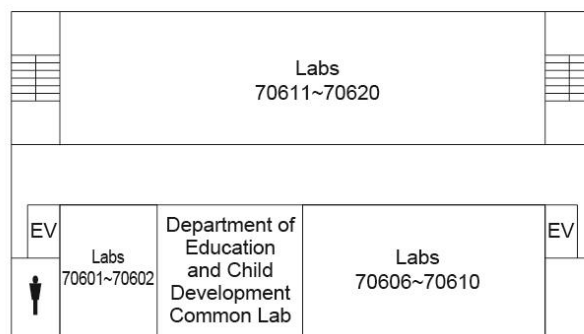 Labs
70611~70620
EV
Labs
70601~70602
Department of
Education
and Child
Development
Common Lab
Labs
70606~70610
EV